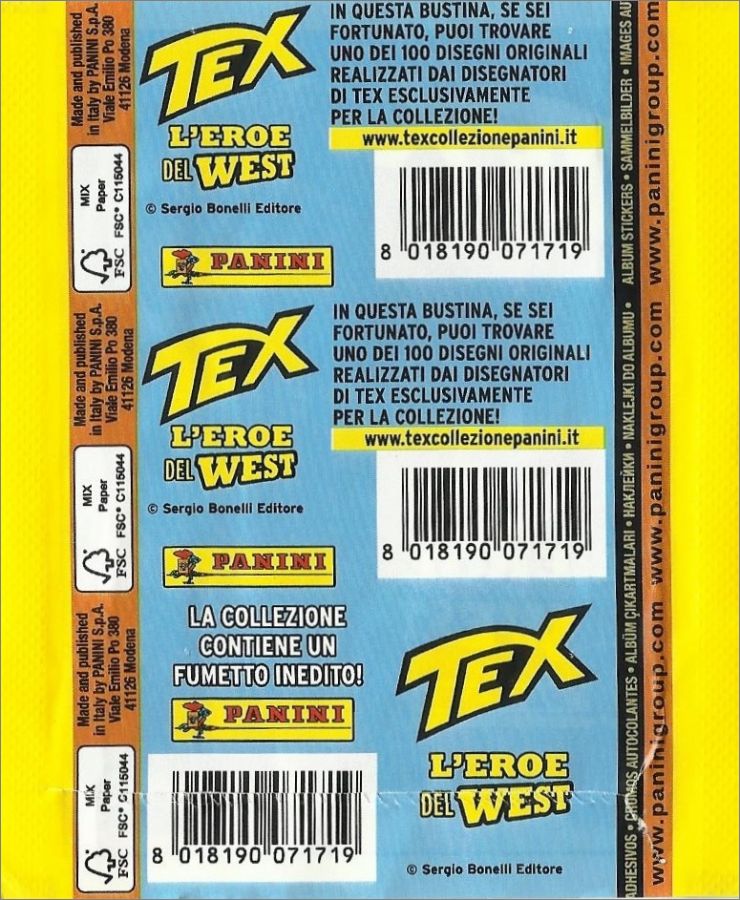 Made and published
in Italy by PANINI S.p.A.
Viale Emilio Po 380
41126 Modena
MIX
Paper
FSC
FSC® C115044
TEX
L'EROE
DEL WEST
© Sergio Bonelli Editore
PANINI
IN QUESTA BUSTINA, SE SEI
FORTUNATO, PUOI TROVARE
UNO DEI 100 DISEGNI ORIGINALI
REALIZZATI DAI DISEGNATORI
DI TEX ESCLUSIVAMENTE
PER LA COLLEZIONE!
www.texcollezionepanini.it
8 018190 071719
Made and published
in Italy by PANINI S.p.A.
Viale Emilio Po 380
41126 Modena
MIX
Paper
FSC
FSC® C115044
TEX
L'EROE
DEL WEST
© Sergio Bonelli Editore
PANINI
IN QUESTA BUSTINA, SE SEI
FORTUNATO, PUOI TROVARE
UNO DEI 100 DISEGNI ORIGINALI
REALIZZATI DAI DISEGNATORI
DI TEX ESCLUSIVAMENTE
PER LA COLLEZIONE!
www.texcollezionepanini.it
8 018190 071719
Made and published
in Italy by PANINI S.p.A.
Viale Emilio Po 380
41126 Modena
MIX
Paper
FSC
FSC® C115044
LA COLLEZIONE
CONTIENE UN
FUMETTO INEDITO!
PANINI
8 018190 071719
TEX
L'EROE
DEL WEST
© Sergio Bonelli Editore
ADHESIVOS • CROMOS AUTOCOLANTES • ALBÜM ÇIKARTMALARI • НАКЛЕЙКИ • NAKLEJKI DO ALBUMU • ALBUM STICKERS • SAMMELBILDER • IMAGES AU
www.paninigroup.com www.paninigroup.com www.paninigroup.com